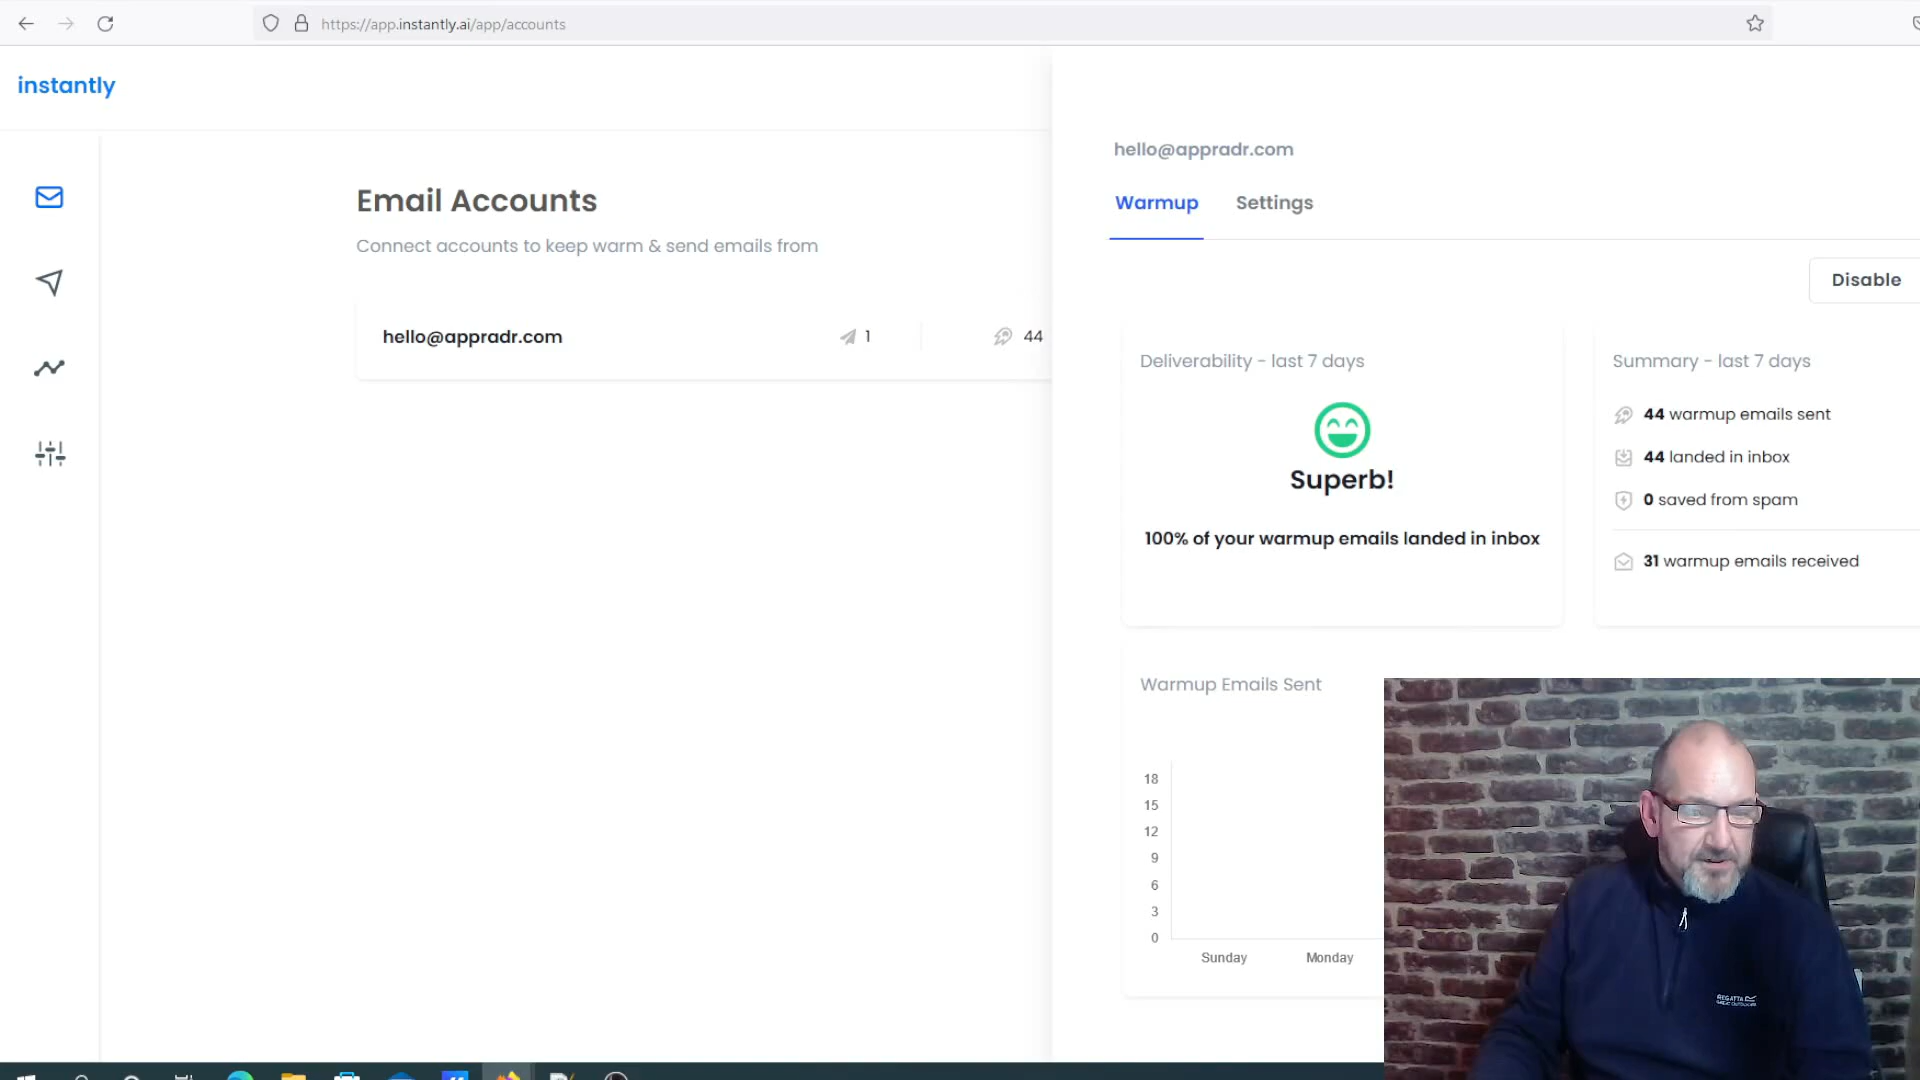 https://app.instantly.ai/app/accounts
instantly
hello@appradr.com
Warmup Settings
Email Accounts
Connect accounts to keep warm & send emails from
Disable
hello@appradr.com 1 44
Deliverability - last 7 days
Superb!
100% of your warmup emails landed in inbox
Summary - last 7 days
44 warmup emails sent
44 landed in inbox
0 saved from spam
31 warmup emails received
Warmup Emails Sent
18
15
12
9
6
3
0
Sunday Monday
REGATTA
GREAT OUTDOORS